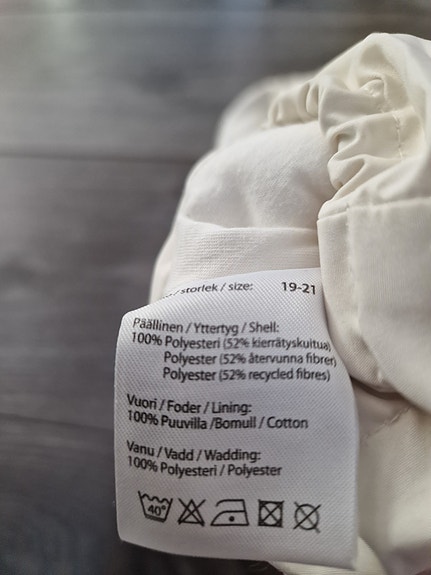 / storlek / size: 19-21
Päällinen / Yttertyg / Shell:
100% Polyesteri (52% kierrätyskuitua)
Polyester (52% återvunna fibrer)
Polyester (52% recycled fibres)
Vuori / Foder / Lining:
100% Puuvilla /Bomull / Cotton
Vanu / Vadd / Wadding:
100% Polyesteri / Polyester
40°